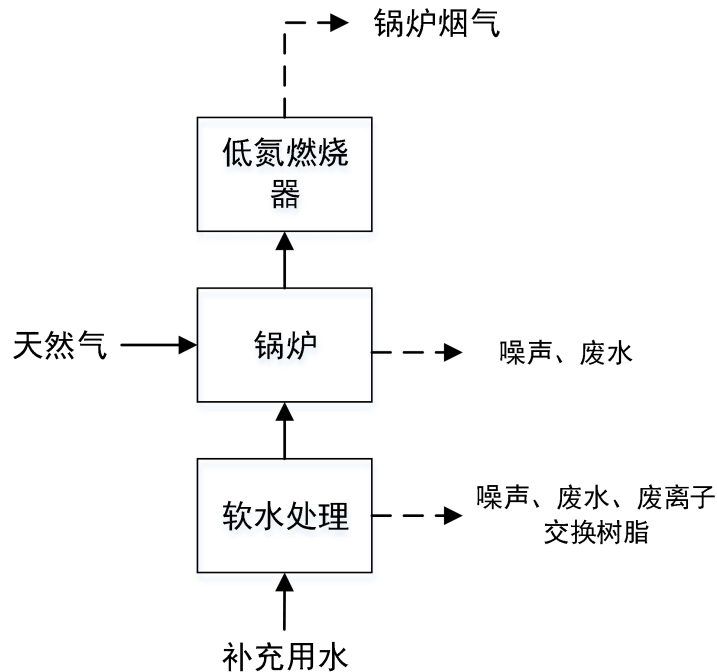 锅炉烟气
低氮燃烧
器
天然气
锅炉
噪声、废水
软水处理
噪声、废水、废离子
交换树脂
补充用水